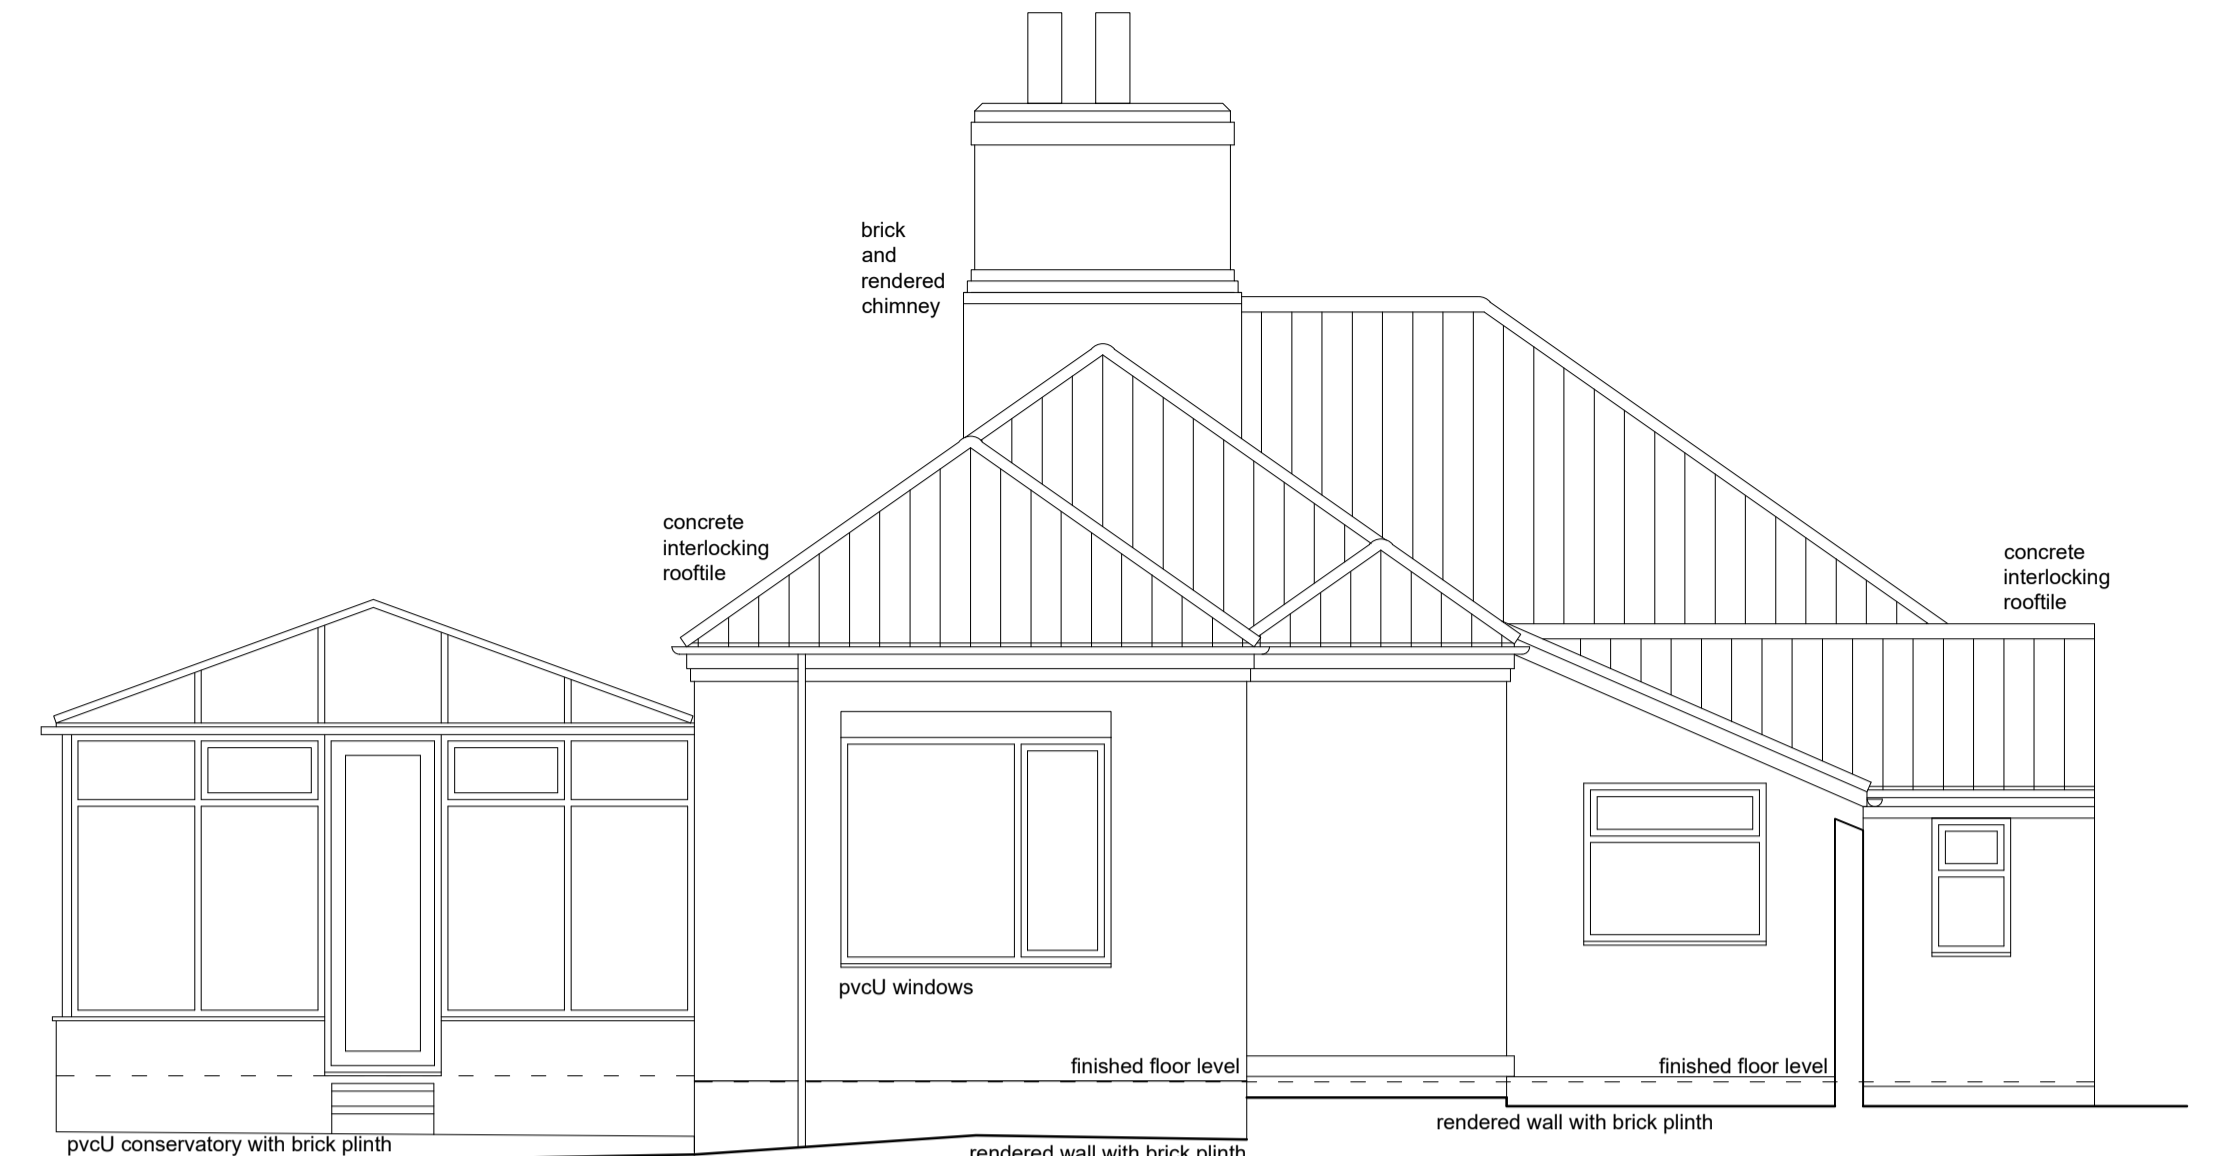 brick
and
rendered
chimney
concrete
interlocking
rooftile
concrete
interlocking
rooftile
pvcU windows
finished floor level
finished floor level
rendered wall with brick plinth
pvcU conservatory with brick plinth
rendered wall with brick plinth